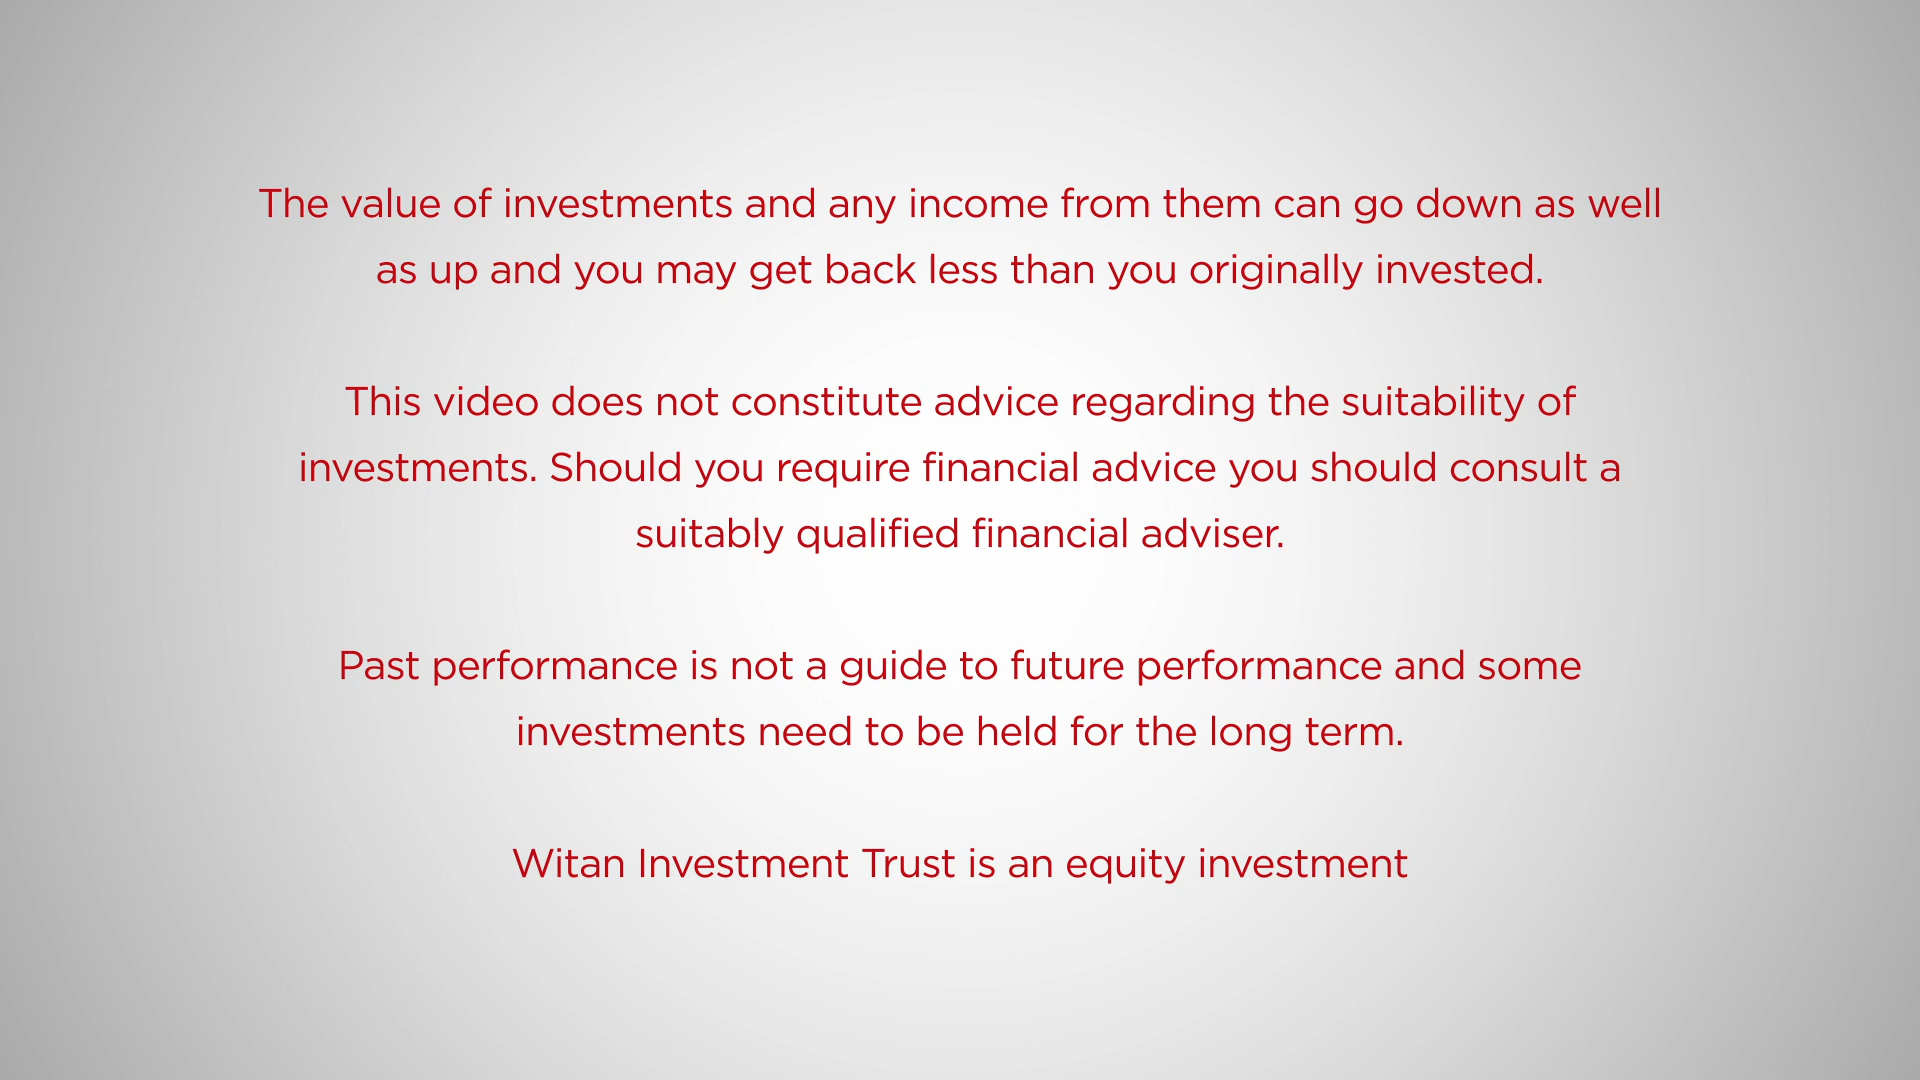 The value of investments and any income from them can go down as well
as up and you may get back less than you originally invested.
This video does not constitute advice regarding the suitability of
investments. Should you require financial advice you should consult a
suitably qualified financial adviser.
Past performance is not a guide to future performance and some
investments need to be held for the long term.
Witan Investment Trust is an equity investment